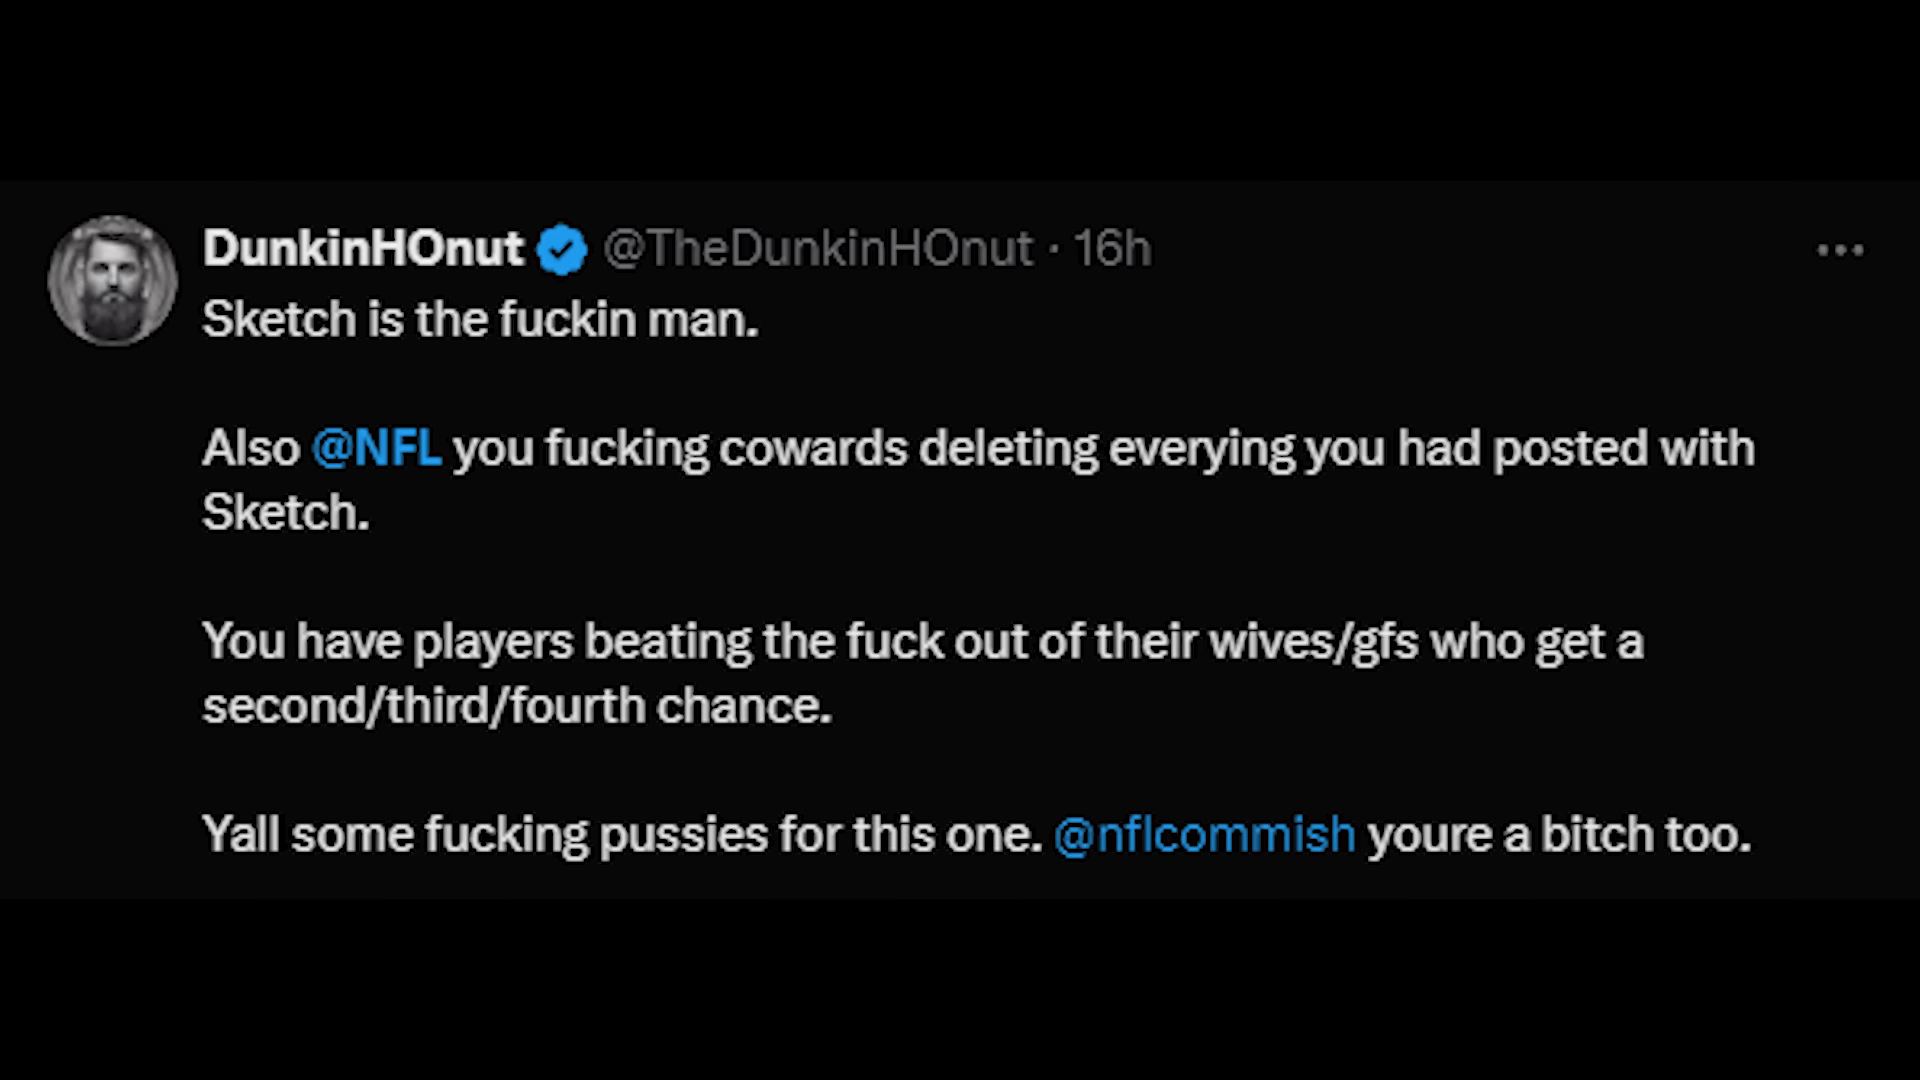 DunkinHOnut @TheDunkinHOnut · 16h
Sketch is the fuckin man.
Also @NFL you fucking cowards deleting everying you had posted with
Sketch.
You have players beating the fuck out of their wives/gfs who get a
second/third/fourth chance.
Yall some fucking pussies for this one. @nflcommish youre a bitch too.